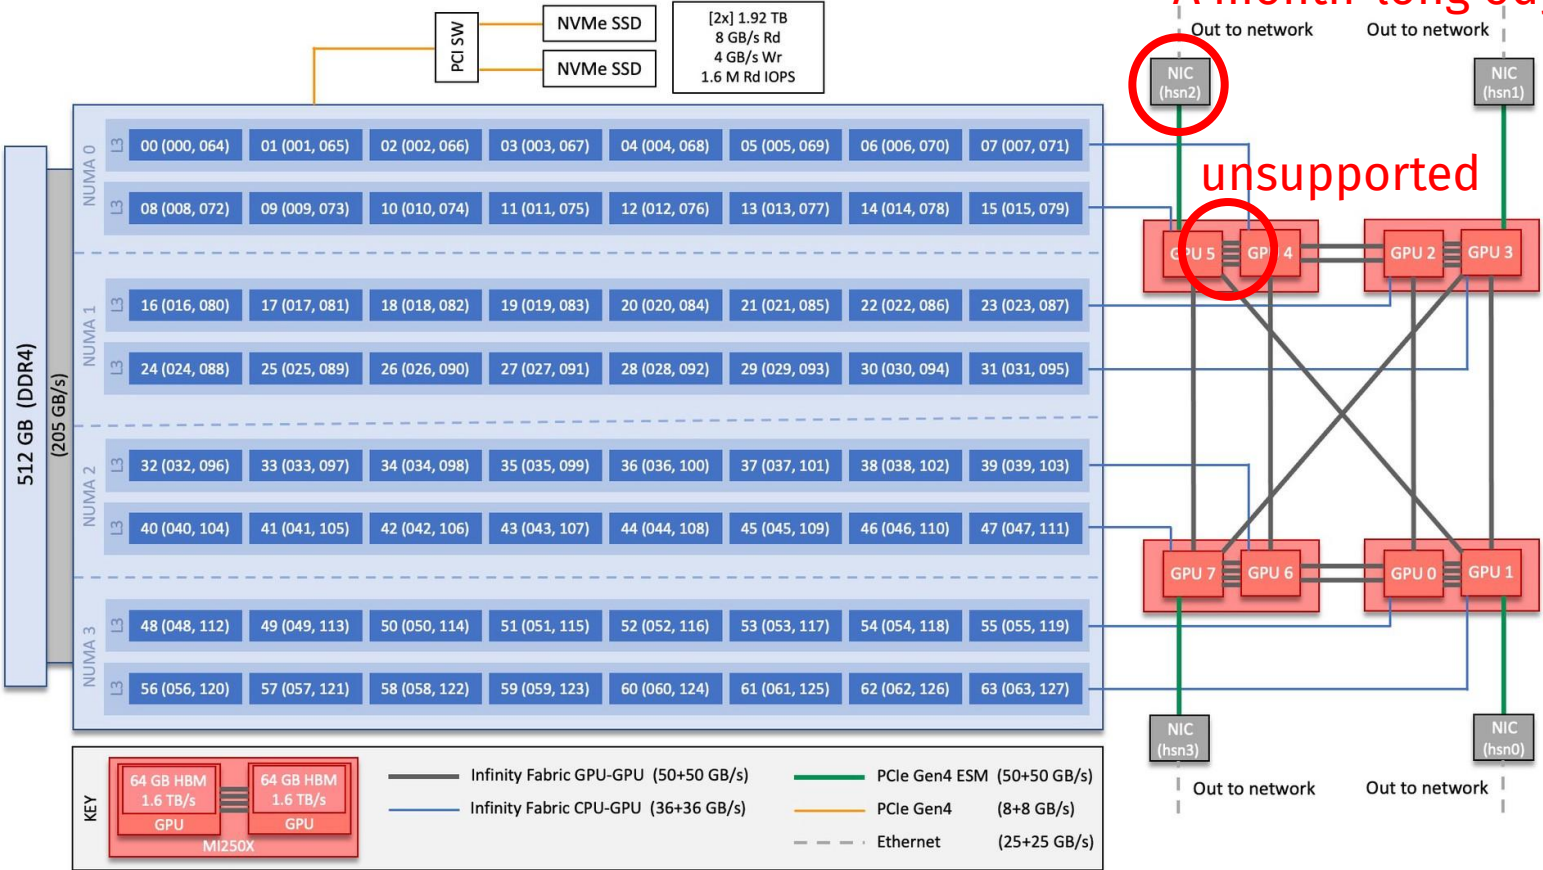 A month-long
Out to network
Out to network
NVMe SSD
NVMe SSD
PCI SW
[2x] 1.92 TB
8 GB/s Rd
4 GB/s Wr
1.6 M Rd IOPS
NIC
(hsn2)
NIC
(hsn1)
unsupported
512 GB (DDR4)
(205 GB/s)
NUMA 0
L3 00 (000, 064) 01 (001, 065) 02 (002, 066) 03 (003, 067) 04 (004, 068) 05 (005, 069) 06 (006, 070) 07 (007, 071)
L3 08 (008, 072) 09 (009, 073) 10 (010, 074) 11 (011, 075) 12 (012, 076) 13 (013, 077) 14 (014, 078) 15 (015, 079)
NUMA 1
L3 16 (016, 080) 17 (017, 081) 18 (018, 082) 19 (019, 083) 20 (020, 084) 21 (021, 085) 22 (022, 086) 23 (023, 087)
L3 24 (024, 088) 25 (025, 089) 26 (026, 090) 27 (027, 091) 28 (028, 092) 29 (029, 093) 30 (030, 094) 31 (031, 095)
NUMA 2
L3 32 (032, 096) 33 (033, 097) 34 (034, 098) 35 (035, 099) 36 (036, 100) 37 (037, 101) 38 (038, 102) 39 (039, 103)
L3 40 (040, 104) 41 (041, 105) 42 (042, 106) 43 (043, 107) 44 (044, 108) 45 (045, 109) 46 (046, 110) 47 (047, 111)
NUMA 3
L3 48 (048, 112) 49 (049, 113) 50 (050, 114) 51 (051, 115) 52 (052, 116) 53 (053, 117) 54 (054, 118) 55 (055, 119)
L3 56 (056, 120) 57 (057, 121) 58 (058, 122) 59 (059, 123) 60 (060, 124) 61 (061, 125) 62 (062, 126) 63 (063, 127)
GPU 5 GPU 4 GPU 2 GPU 3
GPU 7 GPU 6 GPU 0 GPU 1
NIC
(hsn3)
NIC
(hsn0)
Out to network
Out to network
KEY
64 GB HBM
1.6 TB/s
GPU
64 GB HBM
1.6 TB/s
GPU
MI250X
Infinity Fabric GPU-GPU (50+50 GB/s)
Infinity Fabric CPU-GPU (36+36 GB/s)
PCIe Gen4 ESM (50+50 GB/s)
PCIe Gen4 (8+8 GB/s)
Ethernet (25+25 GB/s)